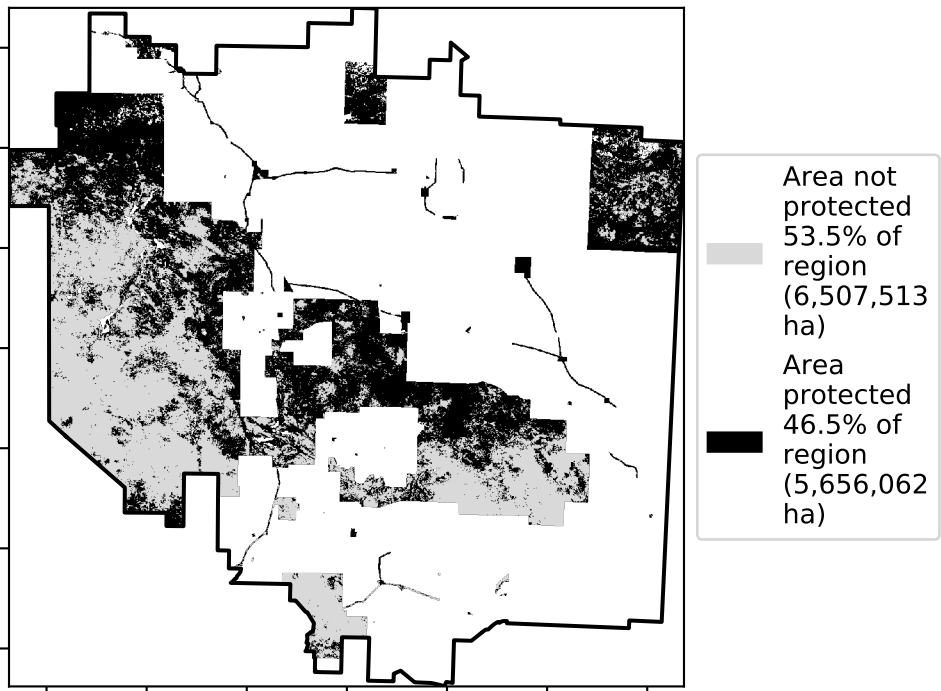 Area not
protected
53.5% of
region
(6,507,513
ha)
Area
protected
46.5% of
region
(5,656,062
ha)